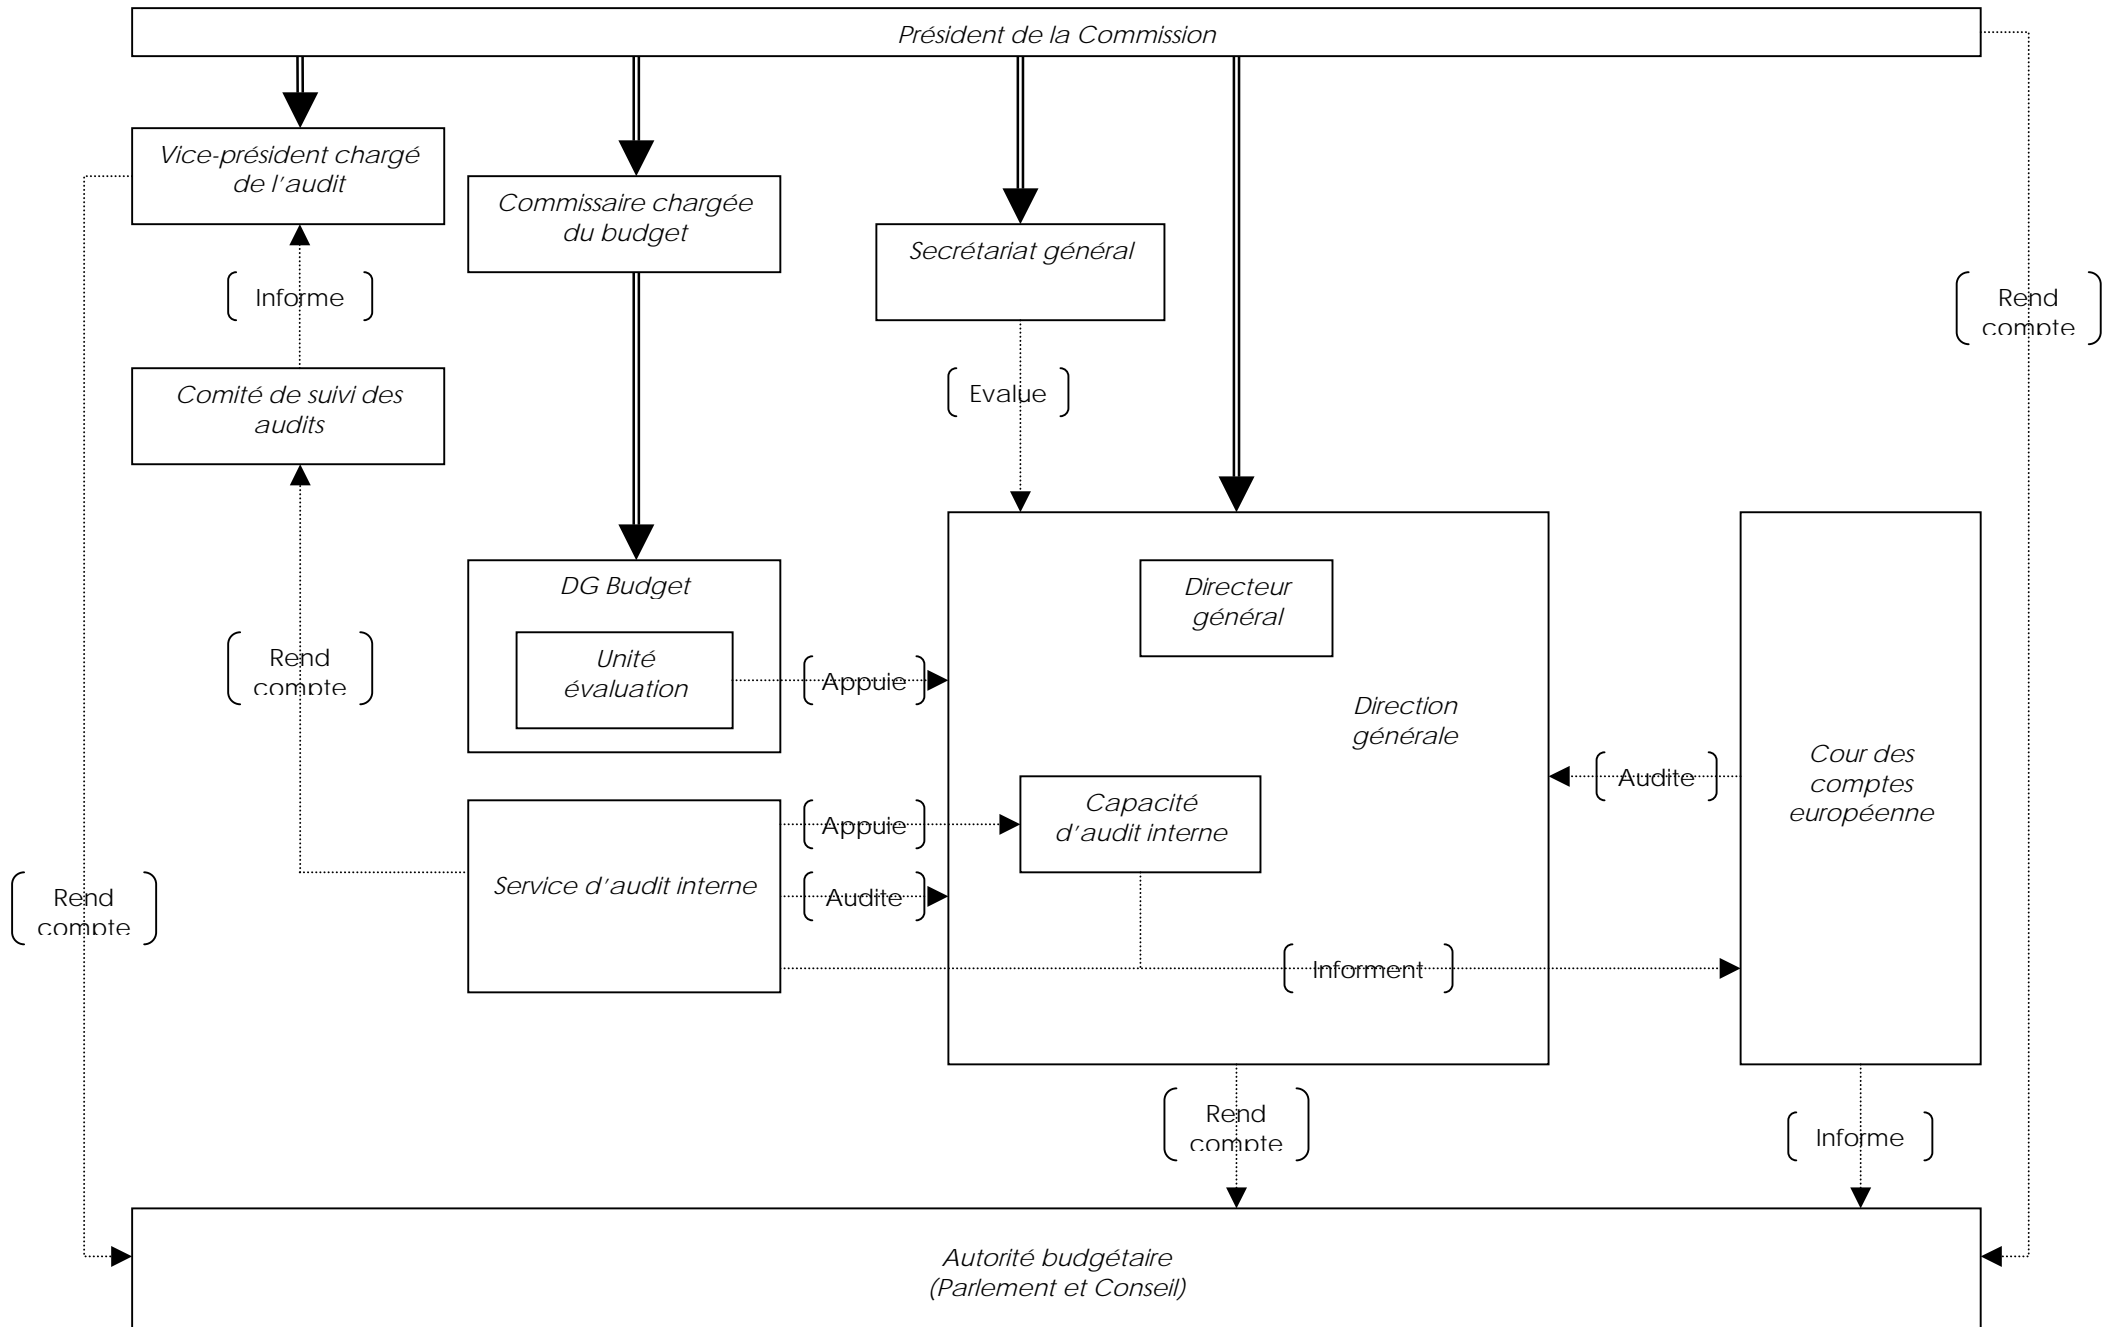 Président de la Commission
Vice-président chargé
de l’audit
Commissaire chargée
du budget
Secrétariat général
Informe
Rend
compte
Evalue
Comité de suivi des
audits
DG Budget
Directeur
général
Rend
compte
Unité
évaluation
Appuie
Direction
générale
Cour des
comptes
européenne
Audite
Capacité
d’audit interne
Appuie
Service d’audit interne
Audite
Rend
compte
Informent
Rend
compte
Informe
Autorité budgétaire
(Parlement et Conseil)